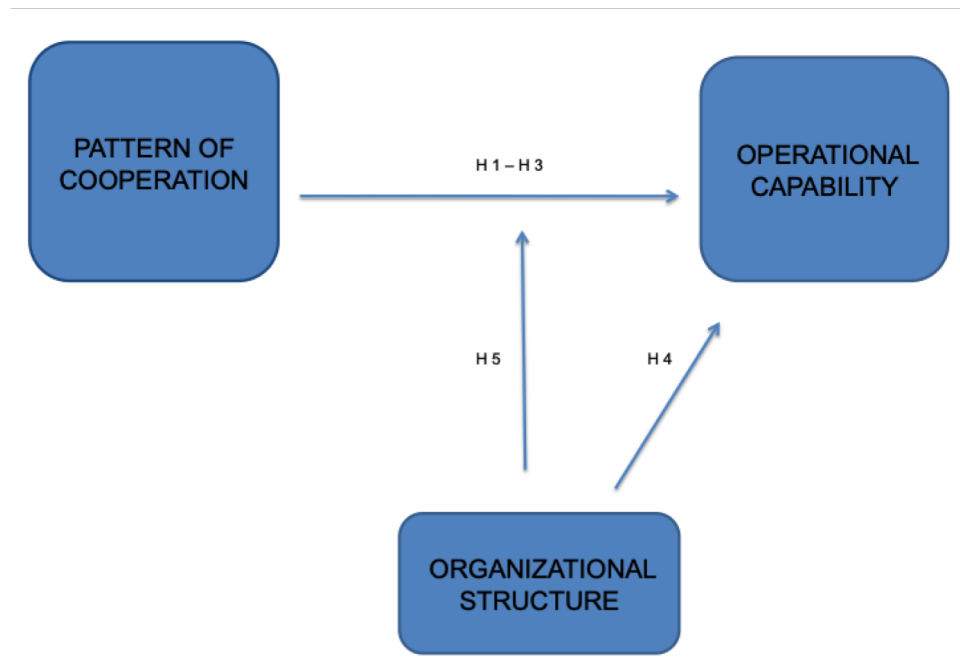 PATTERN OF
COOPERATION
H 1 – H 3
OPERATIONAL
CAPABILITY
H 5
H 4
ORGANIZATIONAL
STRUCTURE